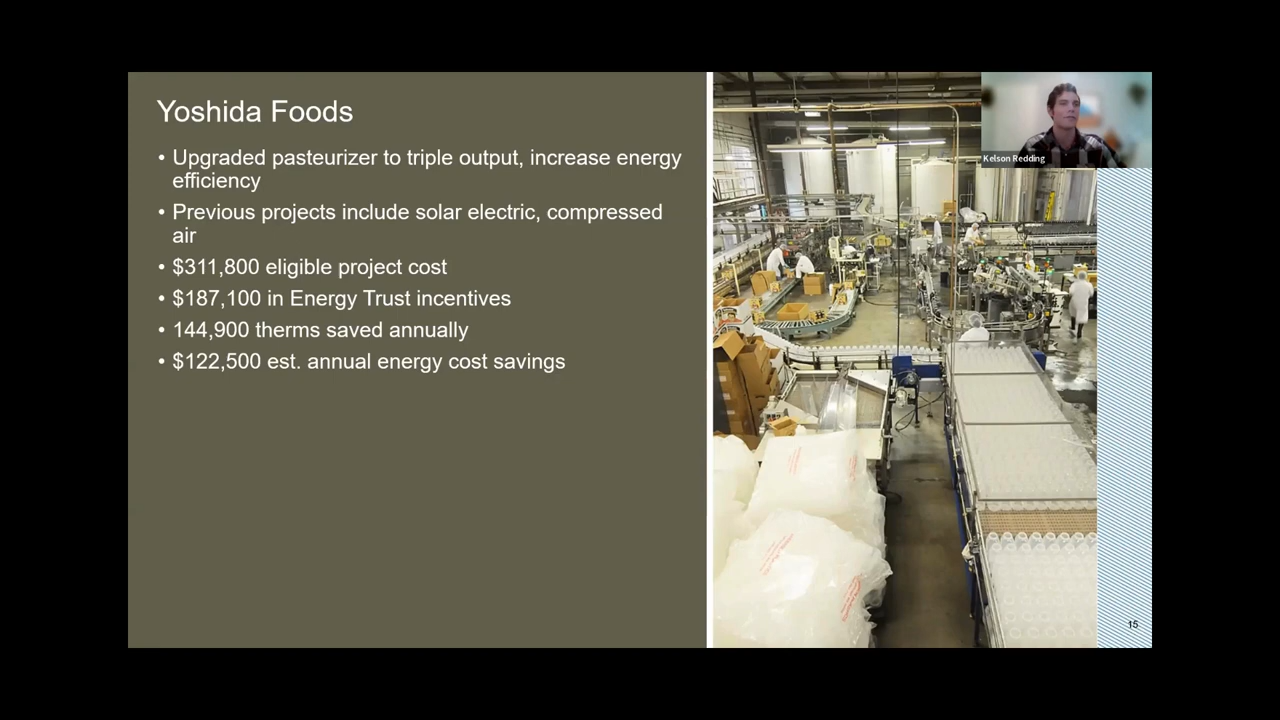 Yoshida Foods
• Upgraded pasteurizer to triple output, increase energy
efficiency
• Previous projects include solar electric, compressed
air
• $311,800 eligible project cost
• $187,100 in Energy Trust incentives
• 144,900 therms saved annually
• $122,500 est. annual energy cost savings
Kelson Redding
15